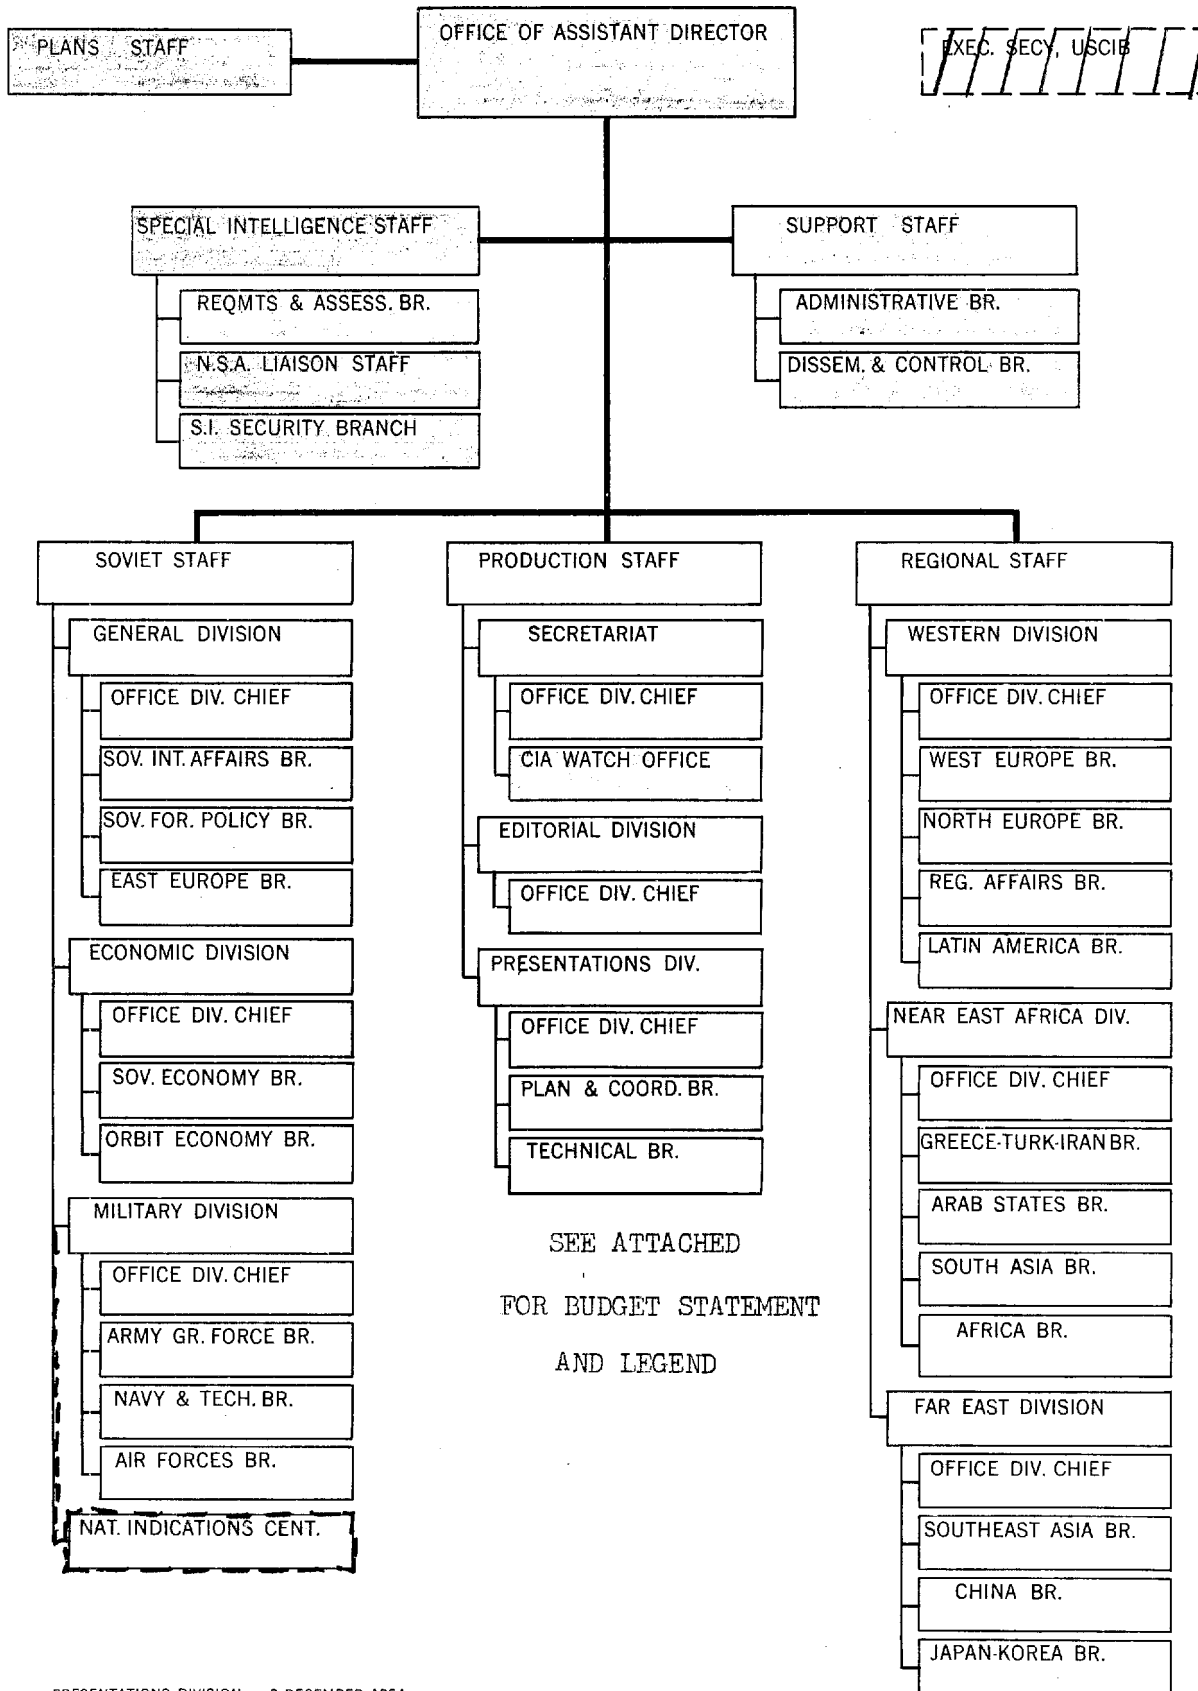 PLANS STAFF
OFFICE OF ASSISTANT DIRECTOR
EXEC. SECY, USCIB
SPECIAL INTELLIGENCE STAFF
REQMTS & ASSESS. BR.
N.S.A. LIAISON STAFF
S.I. SECURITY BRANCH
SUPPORT STAFF
ADMINISTRATIVE BR.
DISSEM. & CONTROL BR.
SOVIET STAFF
GENERAL DIVISION
OFFICE DIV. CHIEF
SOV. INT. AFFAIRS BR.
SOV. FOR. POLICY BR.
EAST EUROPE BR.
ECONOMIC DIVISION
OFFICE DIV. CHIEF
SOV. ECONOMY BR.
ORBIT ECONOMY BR.
MILITARY DIVISION
OFFICE DIV. CHIEF
ARMY GR. FORCE BR.
NAVY & TECH. BR.
AIR FORCES BR.
NAT. INDICATIONS CENT.
PRODUCTION STAFF
SECRETARIAT
OFFICE DIV. CHIEF
CIA WATCH OFFICE
EDITORIAL DIVISION
OFFICE DIV. CHIEF
PRESENTATIONS DIV.
OFFICE DIV. CHIEF
PLAN & COORD. BR.
TECHNICAL BR.
SEE ATTACHED
FOR BUDGET STATEMENT
AND LEGEND
REGIONAL STAFF
WESTERN DIVISION
OFFICE DIV. CHIEF
WEST EUROPE BR.
NORTH EUROPE BR.
REG. AFFAIRS BR.
LATIN AMERICA BR.
NEAR EAST AFRICA DIV.
OFFICE DIV. CHIEF
GREECE-TURK-IRAN BR.
ARAB STATES BR.
SOUTH ASIA BR.
AFRICA BR.
FAR EAST DIVISION
OFFICE DIV. CHIEF
SOUTHEAST ASIA BR.
CHINA BR.
JAPAN-KOREA BR.
PRESENTATIONS DIVISION DECEMBER